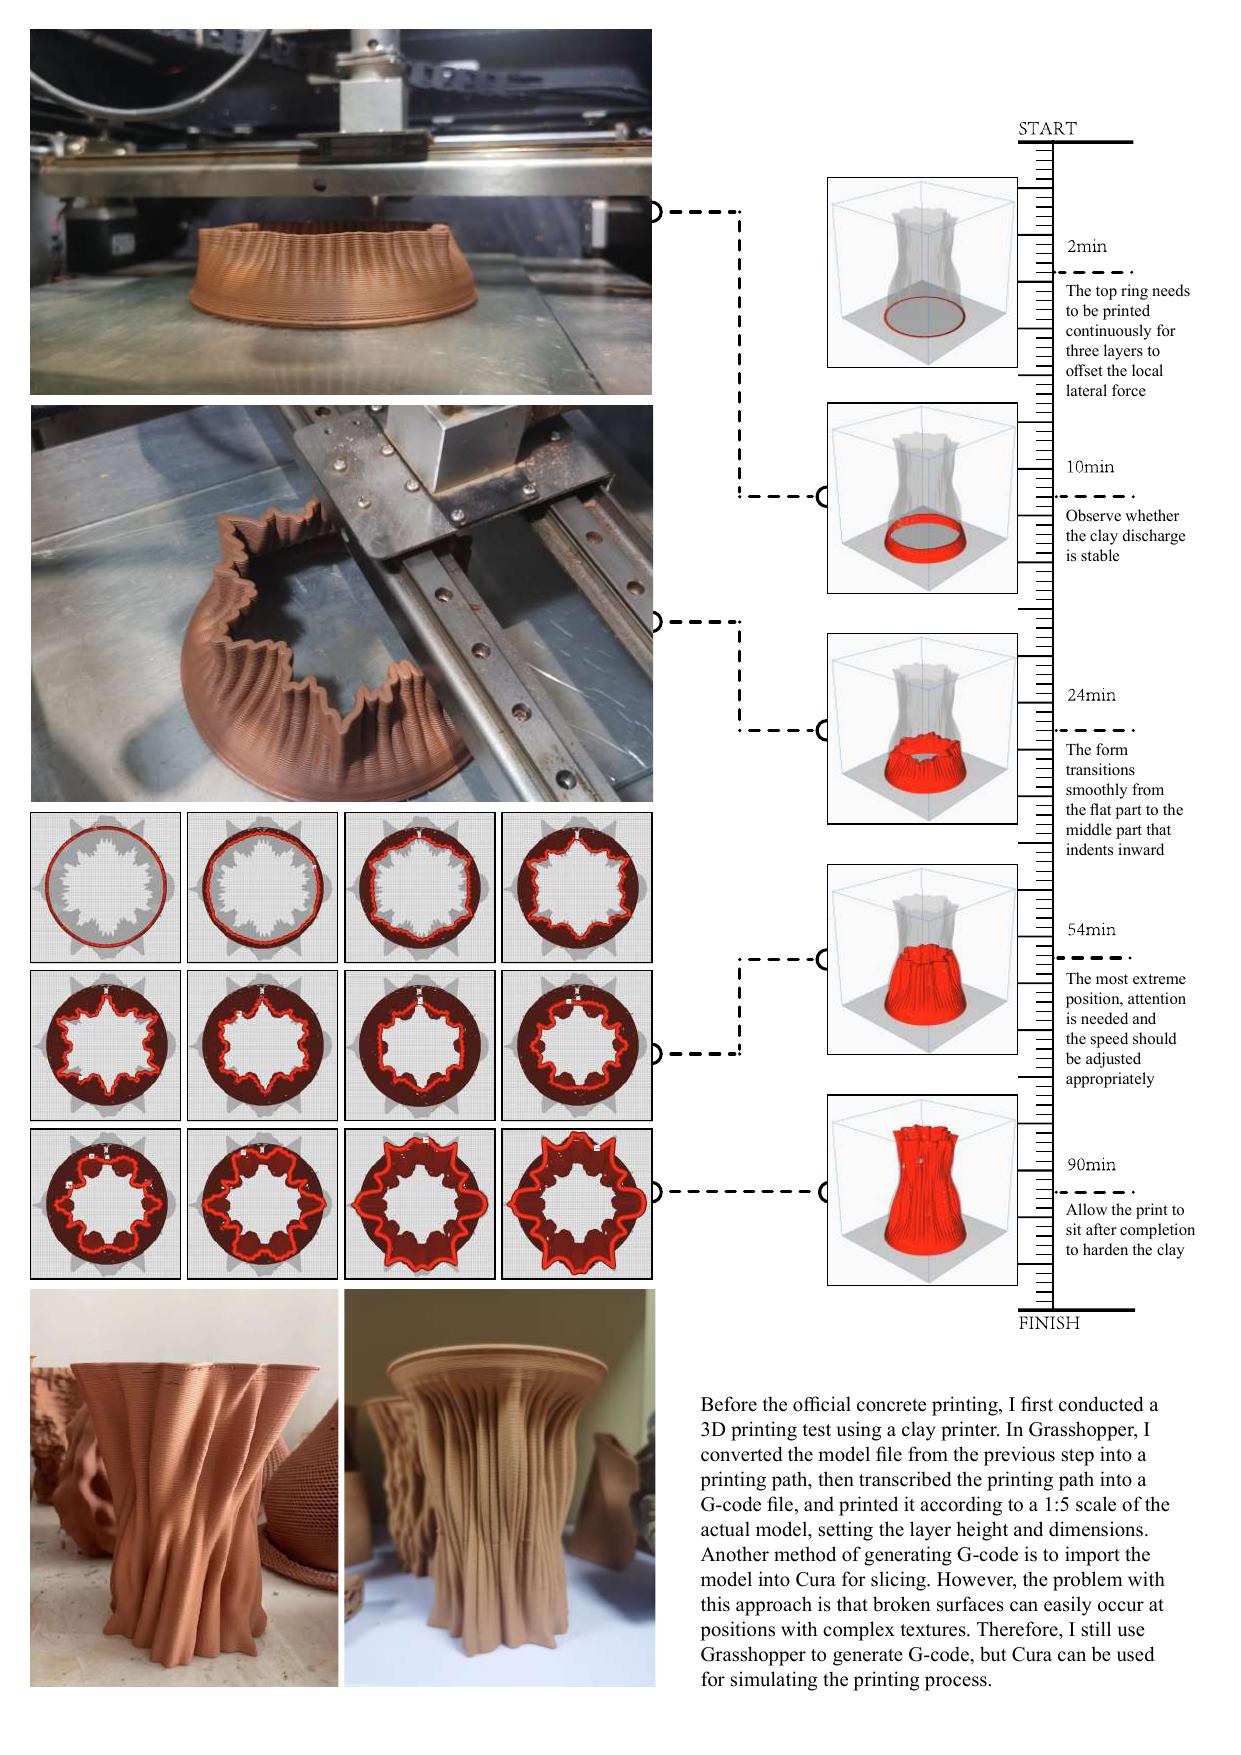 START
2min
The top ring needs
to be printed
continuously for
three layers to
offset the local
lateral force
10min
Observe whether
the clay discharge
is stable
24min
The form
transitions
smoothly from
the flat part to the
middle part that
indents inward
54min
The most extreme
position, attention
is needed and
the speed should
be adjusted
appropriately
90min
Allow the print to
sit after completion
to harden the clay
FINISH
Before the official concrete printing, I first conducted a
3D printing test using a clay printer. In Grasshopper, I
converted the model file from the previous step into a
printing path, then transcribed the printing path into a
G-code file, and printed it according to a 1:5 scale of the
actual model, setting the layer height and dimensions.
Another method of generating G-code is to import the
model into Cura for slicing. However, the problem with
this approach is that broken surfaces can easily occur at
positions with complex textures. Therefore, I still use
Grasshopper to generate G-code, but Cura can be used
for simulating the printing process.